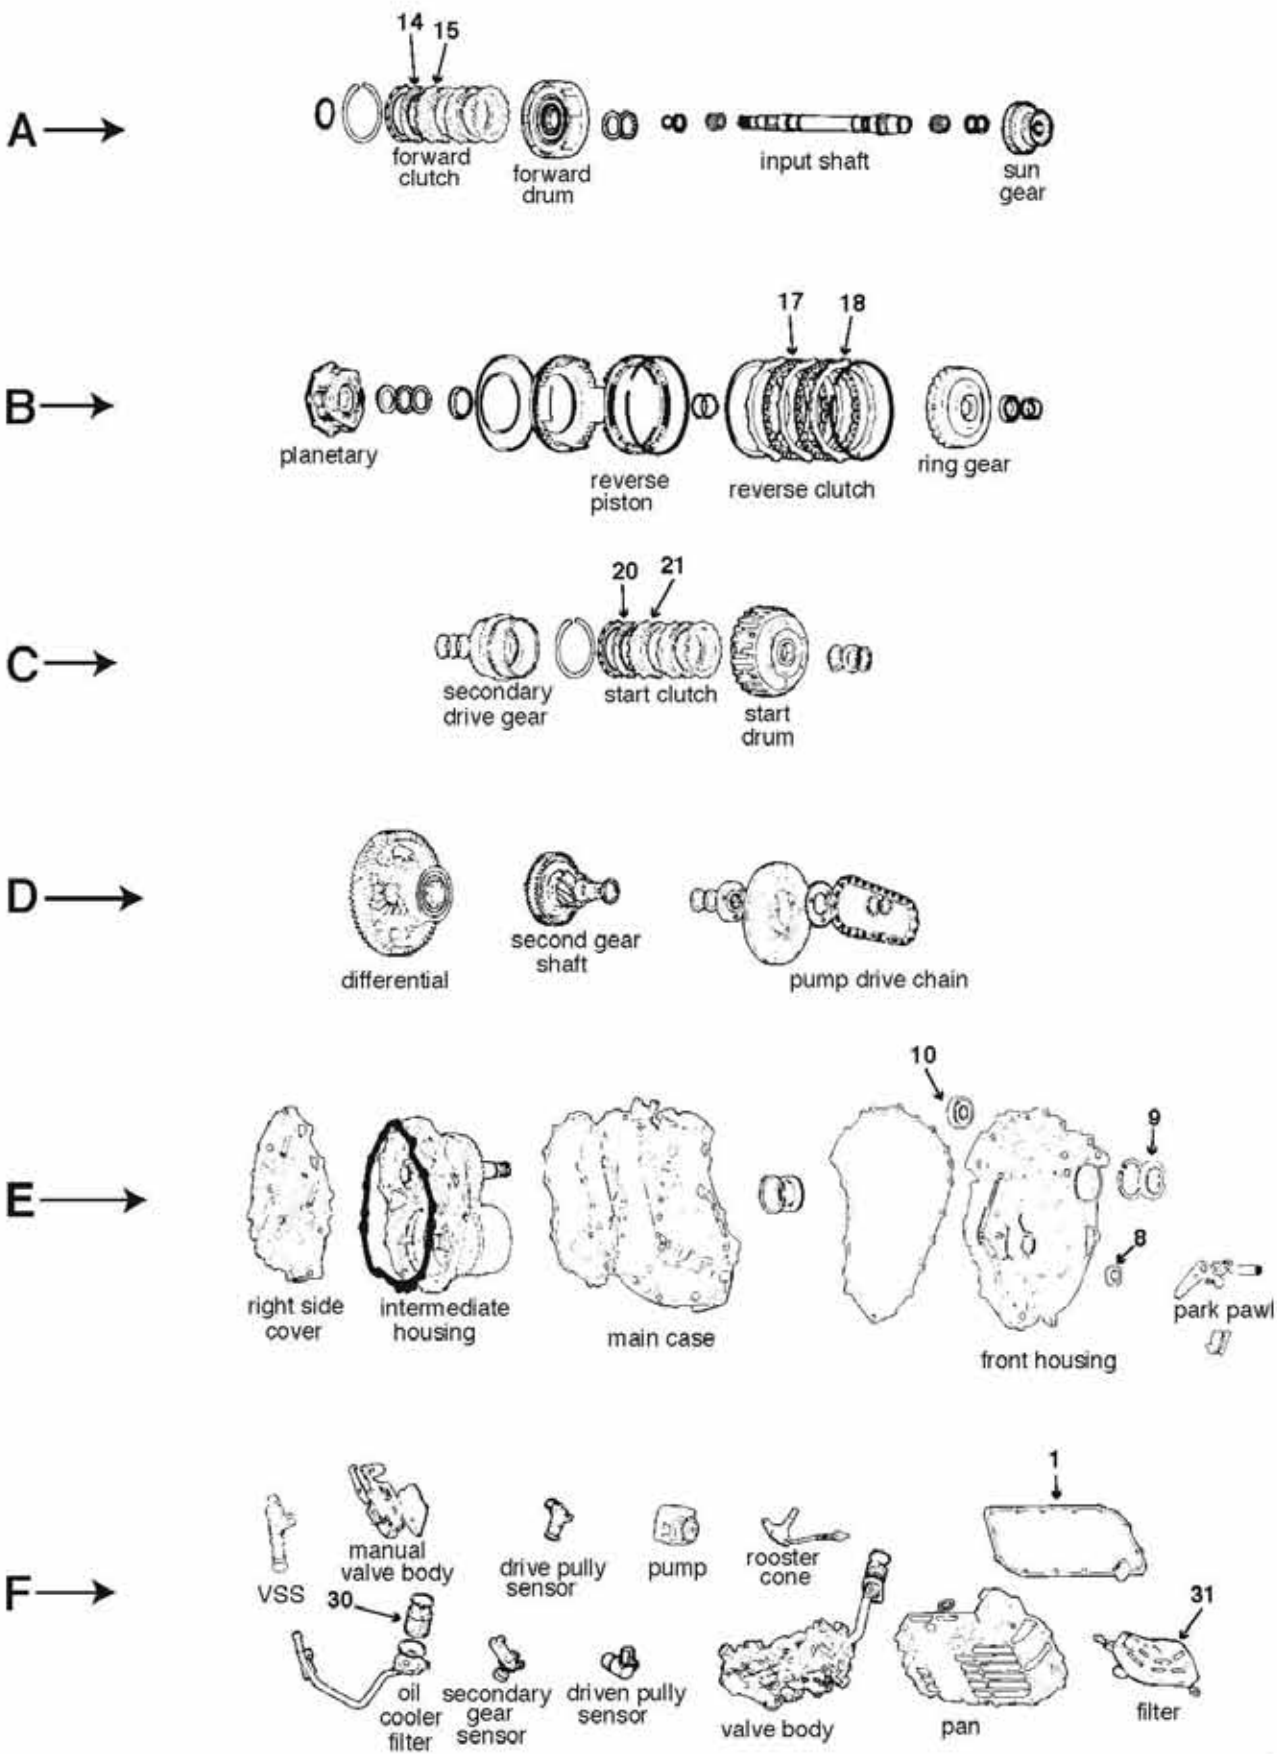 14
15
A
forward
clutch
forward
drum
input shaft
sun
gear
17
18
B
planetary
reverse
piston
reverse clutch
ring gear
20
21
C
secondary
drive gear
start clutch
start
drum
D
differential
second gear
shaft
pump drive chain
10
9
E
8
right side
cover
intermediate
housing
main case
front housing
park pawl
1
F
VSS
manual
valve body
drive pully
sensor
pump
rooster
cone
30
31
oil
cooler
filter
secondary
gear
sensor
driven pully
sensor
valve body
pan
filter